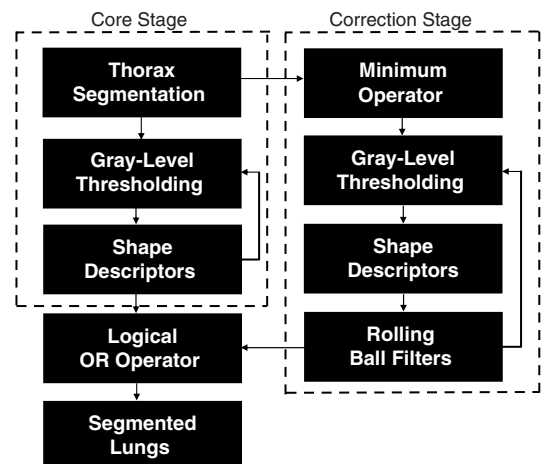 Core Stage
Thorax
Segmentation
Gray-Level
Thresholding
Shape
Descriptors
Logical
OR Operator
Segmented
Lungs
Correction Stage
Minimum
Operator
Gray-Level
Thresholding
Shape
Descriptors
Rolling
Ball Filters